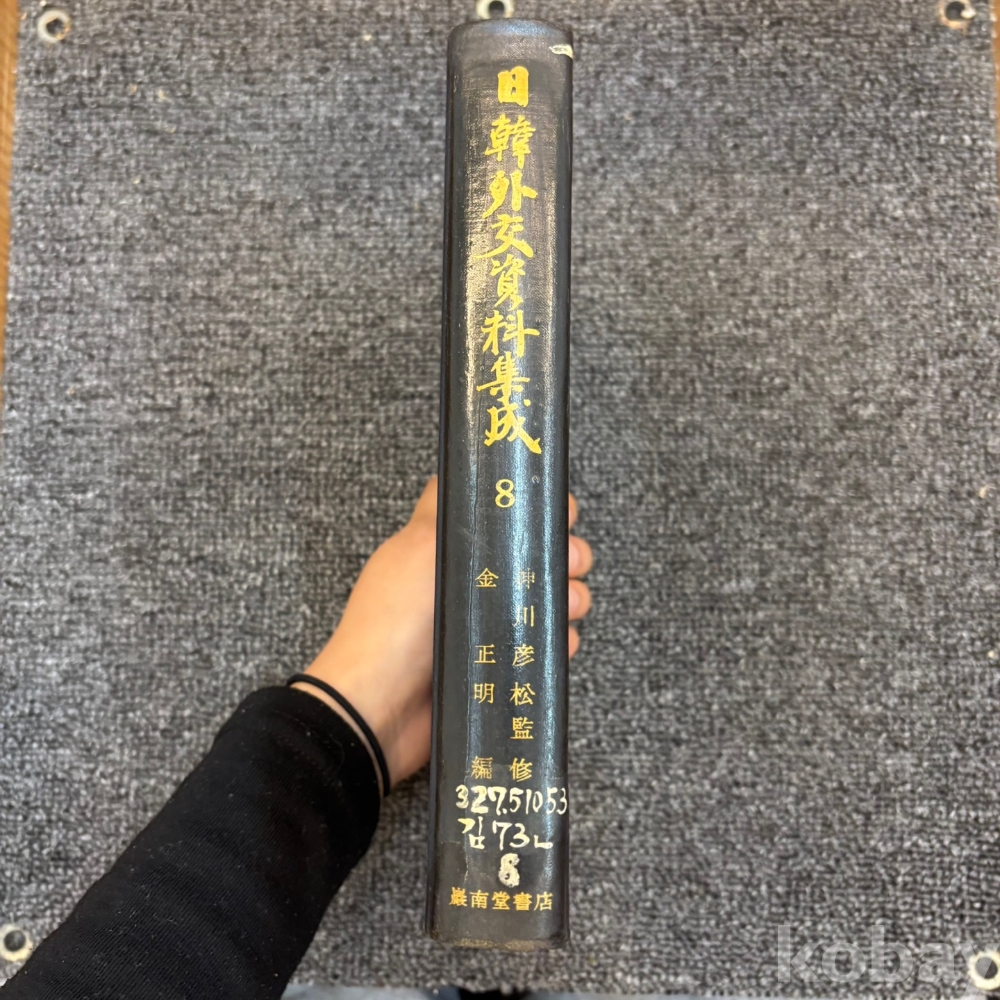 日韓外交資料集成
8
神川彦松監修
金正明編
327.51053
김73ㄴ
8
巖南堂書店
kobay